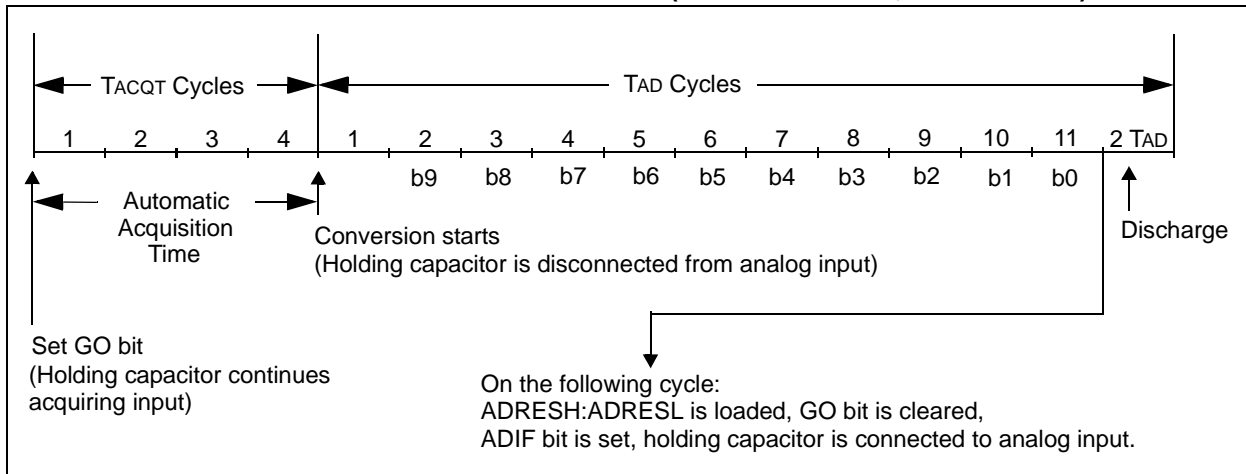 TACQT Cycles
TAD Cycles
1 2 3 4 1 2 3 4 5 6 7 8 9 10 11 2 TAD
b9 b8 b7 b6 b5 b4 b3 b2 b1 b0
Automatic
Acquisition
Time
Conversion starts
(Holding capacitor is disconnected from analog input)
Discharge
Set GO bit
(Holding capacitor continues
acquiring input)
On the following cycle:
ADRESH:ADRESL is loaded, GO bit is cleared,
ADIF bit is set, holding capacitor is connected to analog input.